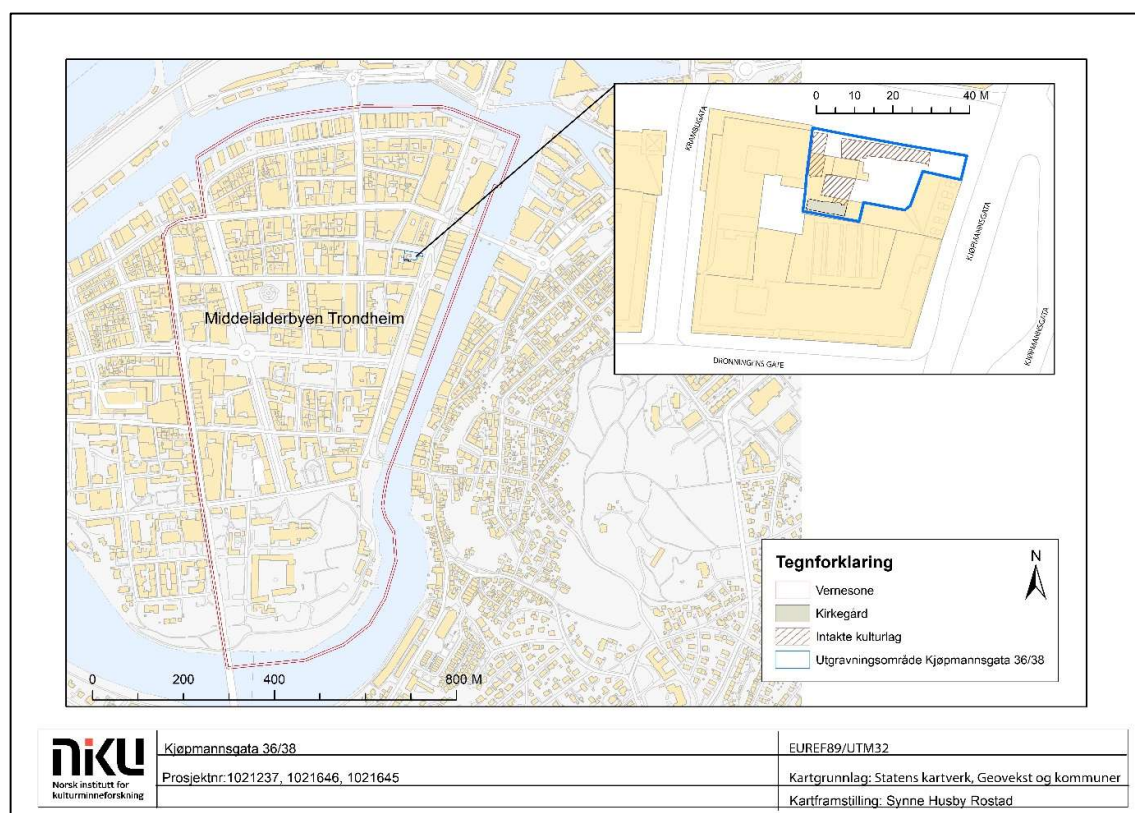 0 10 20 40 M
KRAMBUGATA
KJØPMANNSGATA
KJØPMANNSGATA
DRONNINGENS GATE
Middelalderbyen Trondheim
Tegnforklaring
N
Vernesone
Kirkegård
Intakte kulturlag
Utgravningsområde Kjøpmannsgata 36/38
0 200 400 800 M
NIKU
Norsk institutt for
kulturminneforskning
Kjøpmannsgata 36/38
Prosjektnr:1021237, 1021646, 1021645
EUREF89/UTM32
Kartgrunnlag: Statens kartverk, Geovekst og kommuner
Kartframstilling: Synne Husby Rostad